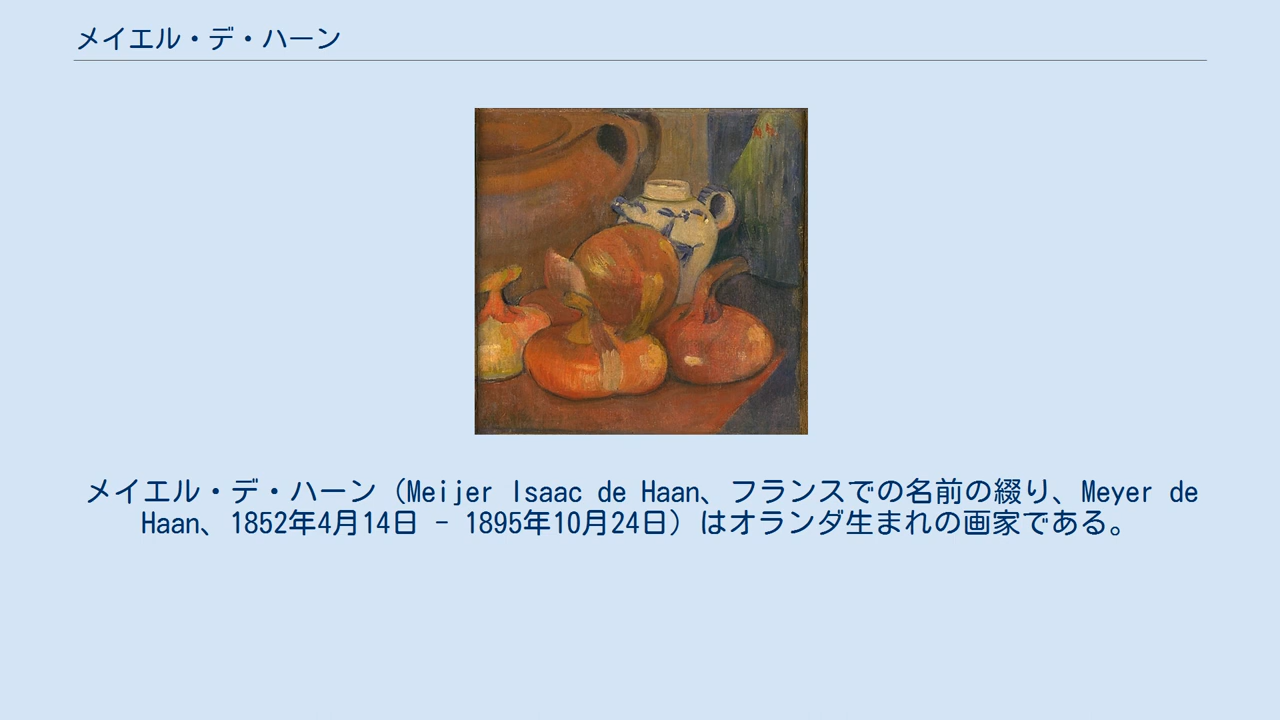 メイエル・デ・ハーン
メイエル・デ・ハーン（Meijer Isaac de Haan、フランスでの名前の綴り、Meyer de
Haan、1852年4月14日 - 1895年10月24日）はオランダ生まれの画家である。